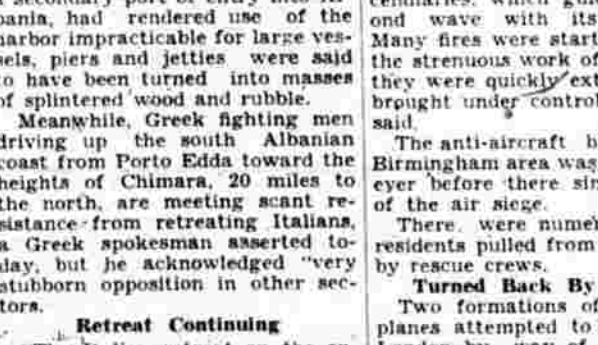 had rendered use of the
impracticable for large ves-
piers and jetties were said
to have been turned into masses
of splintered wood and rubble.
Meanwhile, Greek fighting men
driving up the south Albanian
coast from Porto Edda toward the
heights of Chimara, 20 miles to
the north, are meeting scant re-
sistance from retreating Italians,
a Greek spokesman asserted to-
day, but he acknowledged "very
stubborn opposition in other sec-
tors.
Retreat Continuing
ond wave with its
Many fires were start
the strenuous work of
they were quickly ext
brought under control
said.
The anti-aircraft b
Birmingham area was
ever before there sin
of the air siege.
There were numer
residents pulled from
by rescue crews.
Turned Back By
Two formations of
planes attempted to